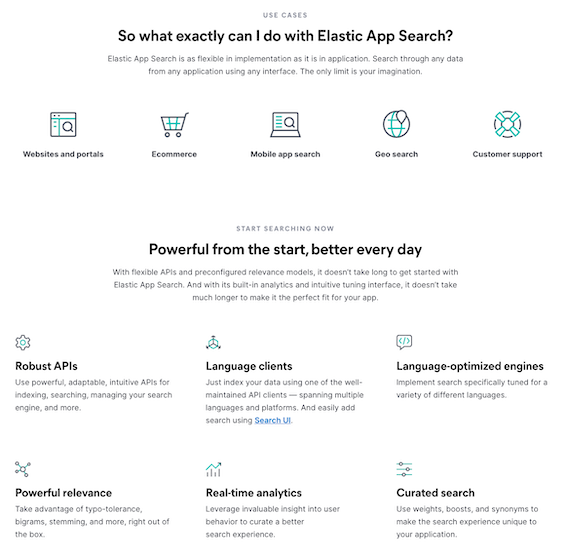 USE CASES
So what exactly can I do with Elastic App Search?
Elastic App Search is as flexible in implementation as it is in application. Search through any data
from any application using any interface. The only limit is your imagination.
Websites and portals
Ecommerce
Mobile app search
Geo search
Customer support
START SEARCHING NOW
Powerful from the start, better every day
With flexible APIs and preconfigured relevance models, it doesn't take long to get started with
Elastic App Search. And with its built-in analytics and intuitive tuning interface, it doesn't take
much longer to make it the perfect fit for your app.
Robust APIs
Use powerful, adaptable, intuitive APIs for
indexing, searching, managing your search
engine, and more.
Language clients
Just index your data using one of the well-
maintained API clients — spanning multiple
languages and platforms. And easily add
search using Search UI.
Language-optimized engines
Implement search specifically tuned for a
variety of different languages.
Powerful relevance
Take advantage of typo-tolerance,
bigrams, stemming, and more, right out of
the box.
Real-time analytics
Leverage invaluable insight into user
behavior to curate a better
search experience.
Curated search
Use weights, boosts, and synonyms to
make the search experience unique to
your application.